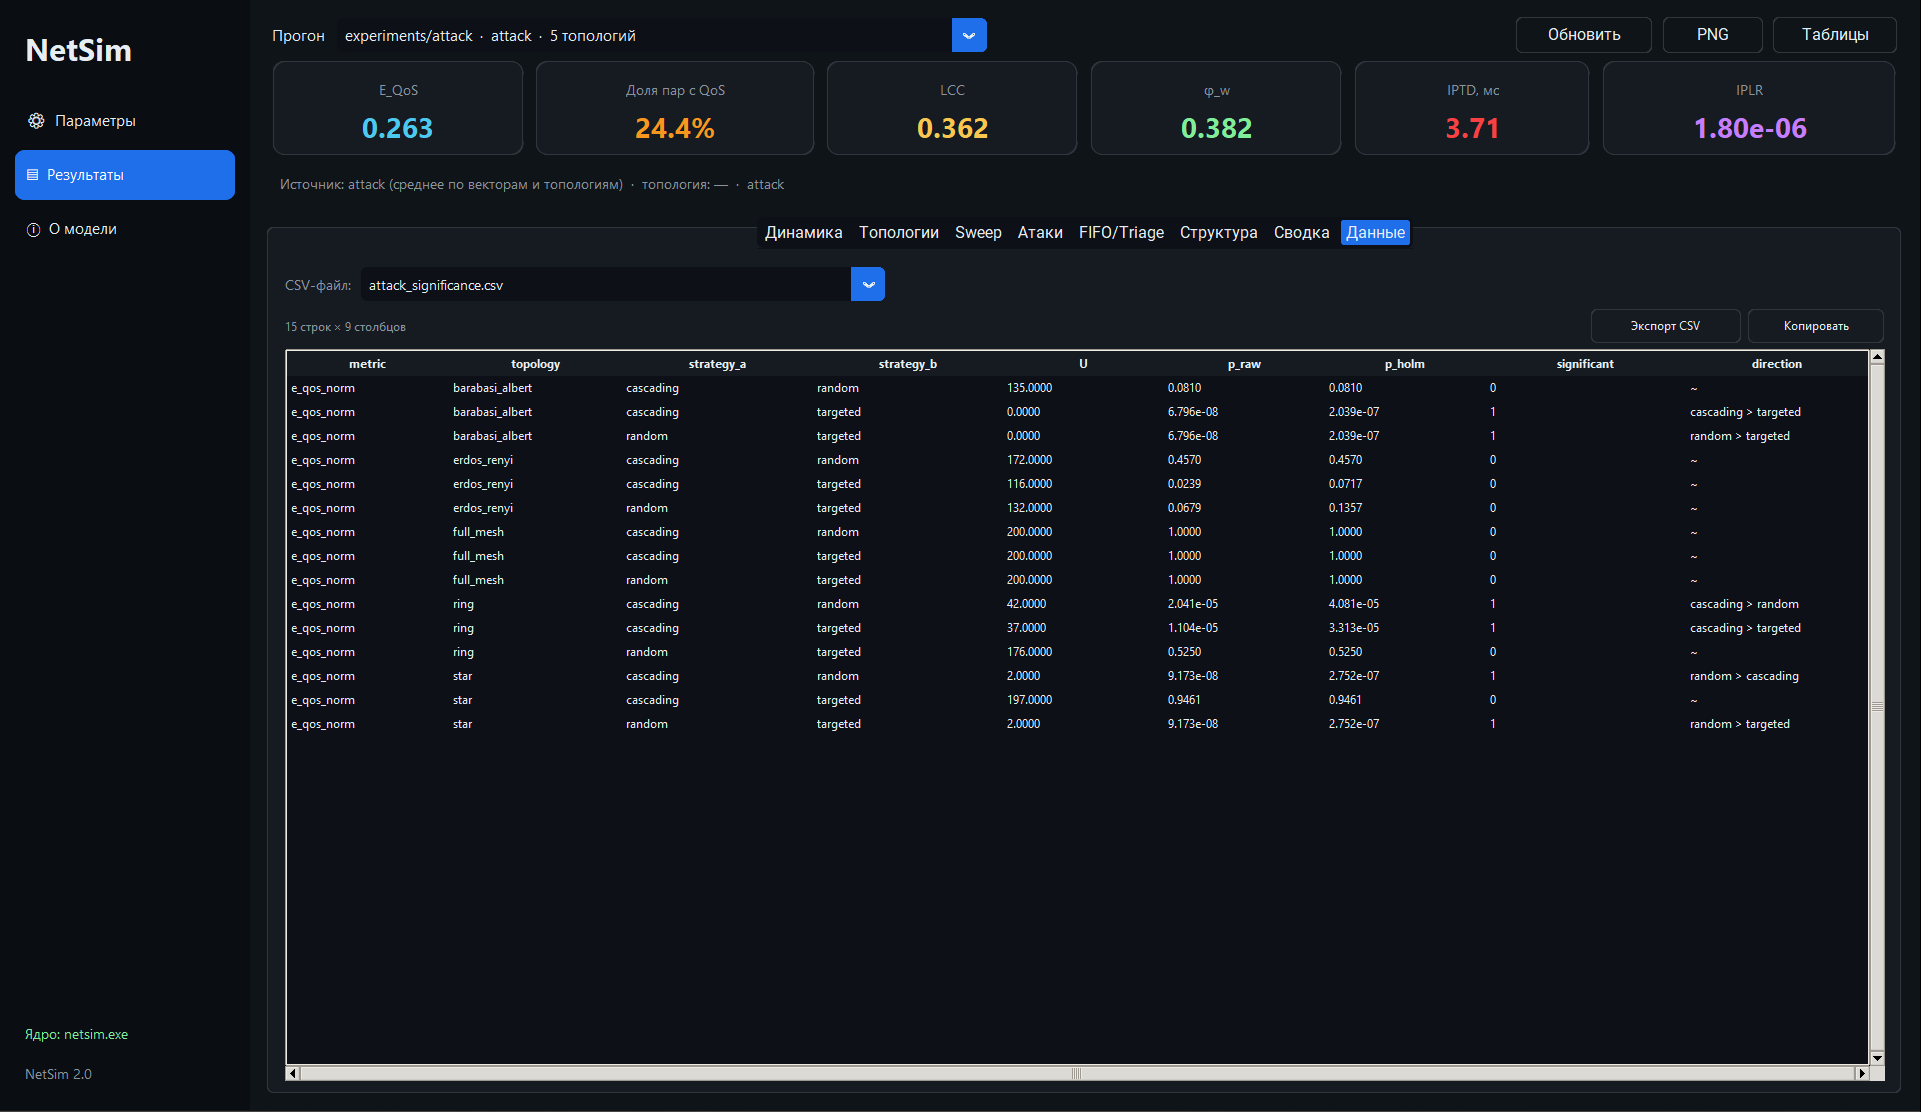 NetSim
Параметры
Результаты
О модели
Ядро: netsim.exe
NetSim 2.0
Прогон experiments/attack · attack · 5 топологий
Обновить PNG Таблицы
E_QoS Доля пар с QoS LCC φ_w IPTD, мс IPLR
0.263 24.4% 0.362 0.382 3.71 1.80e-06
Источник: attack (среднее по векторам и топологиям) · топология: — · attack
Динамика Топологии Sweep Атаки FIFO/Triage Структура Сводка Данные
CSV-файл: attack_significance.csv
15 строк × 9 столбцов Экспорт CSV Копировать
metric topology strategy_a strategy_b U p_raw p_holm significant direction
e_qos_norm barabasi_albert cascading random 135.0000 0.0810 0.0810 0 ~
e_qos_norm barabasi_albert cascading targeted 0.0000 6.796e-08 2.039e-07 1 cascading > targeted
e_qos_norm barabasi_albert random targeted 0.0000 6.796e-08 2.039e-07 1 random > targeted
e_qos_norm erdos_renyi cascading random 172.0000 0.4570 0.4570 0 ~
e_qos_norm erdos_renyi cascading targeted 116.0000 0.0239 0.0717 0 ~
e_qos_norm erdos_renyi random targeted 132.0000 0.0679 0.1357 0 ~
e_qos_norm full_mesh cascading random 200.0000 1.0000 1.0000 0 ~
e_qos_norm full_mesh cascading targeted 200.0000 1.0000 1.0000 0 ~
e_qos_norm full_mesh random targeted 200.0000 1.0000 1.0000 0 ~
e_qos_norm ring cascading random 42.0000 2.041e-05 4.081e-05 1 cascading > random
e_qos_norm ring cascading targeted 37.0000 1.104e-05 3.313e-05 1 cascading > targeted
e_qos_norm ring random targeted 176.0000 0.5250 0.5250 0 ~
e_qos_norm star cascading random 2.0000 9.173e-08 2.752e-07 1 random > cascading
e_qos_norm star cascading targeted 197.0000 0.9461 0.9461 0 ~
e_qos_norm star random targeted 2.0000 9.173e-08 2.752e-07 1 random > targeted